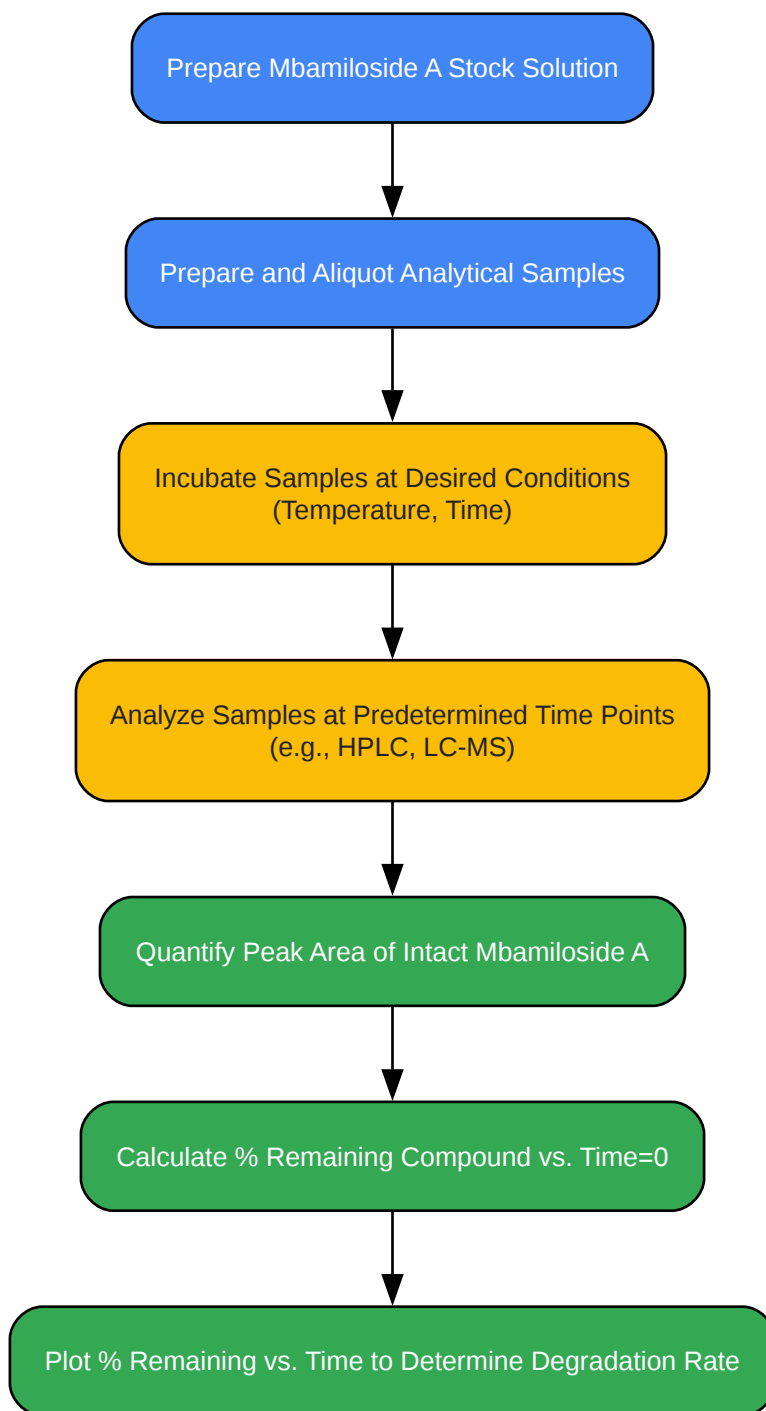 Prepare Mbamiloside A Stock Solution
Prepare and Aliquot Analytical Samples
Incubate Samples at Desired Conditions
(Temperature, Time)
Analyze Samples at Predetermined Time Points
(e.g., HPLC, LC-MS)
Quantify Peak Area of Intact Mbamiloside A
Calculate % Remaining Compound vs. Time=0
Plot % Remaining vs. Time to Determine Degradation Rate